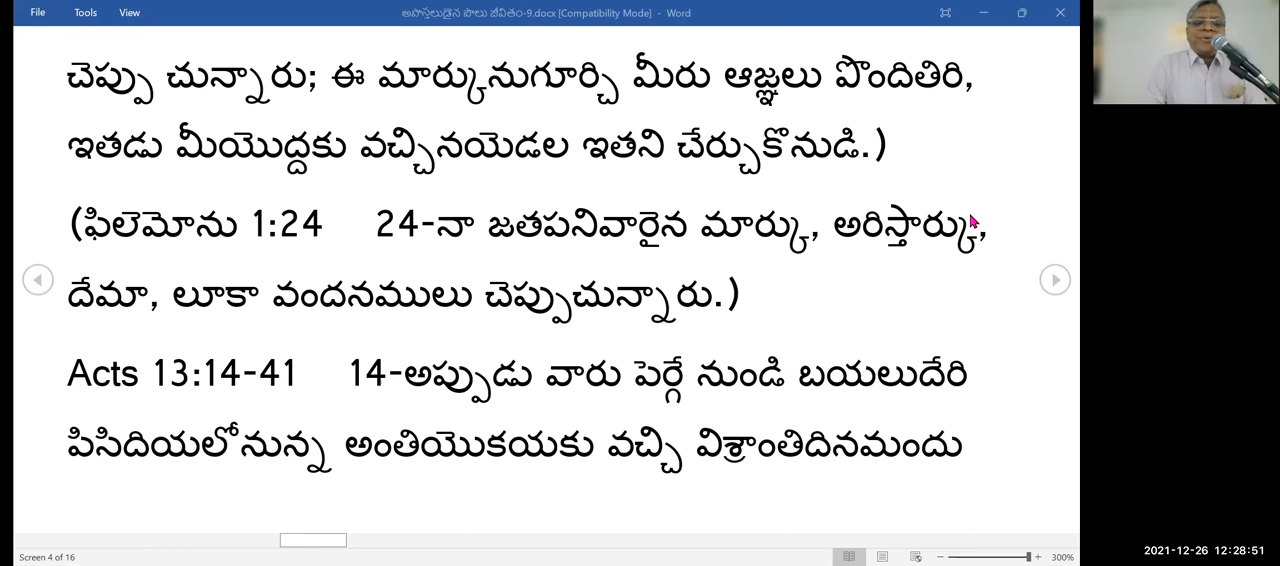 File Tools View అపొస్తలుడైన పౌలు జీవితం-9.docx [Compatibility Mode] - Word
చెప్పు చున్నారు; ఈ మార్కునుగూర్చి మీరు ఆజ్ఞలు పొందితిరి,
ఇతడు మీయొద్దకు వచ్చినయెడల ఇతని చేర్చుకొనుడి.)
(ఫిలెమోను 1:24 24-నా జతపనివారైన మార్కు, అరిస్తార్కు,
దేమా, లూకా వందనములు చెప్పుచున్నారు.)
Acts 13:14-41 14-అప్పుడు వారు పెర్గే నుండి బయలుదేరి
పిసిదియలోనున్న అంతియొకయకు వచ్చి విశ్రాంతిదినమందు
Screen 4 of 16
300%
2021-12-26 12:28:51